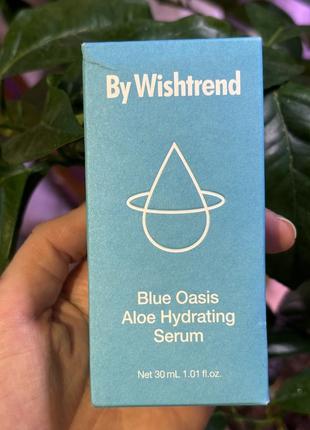 By Wishtrend
Blue Oasis
Aloe Hydrating
Serum
Net 30 mL 1.01 fl.oz.